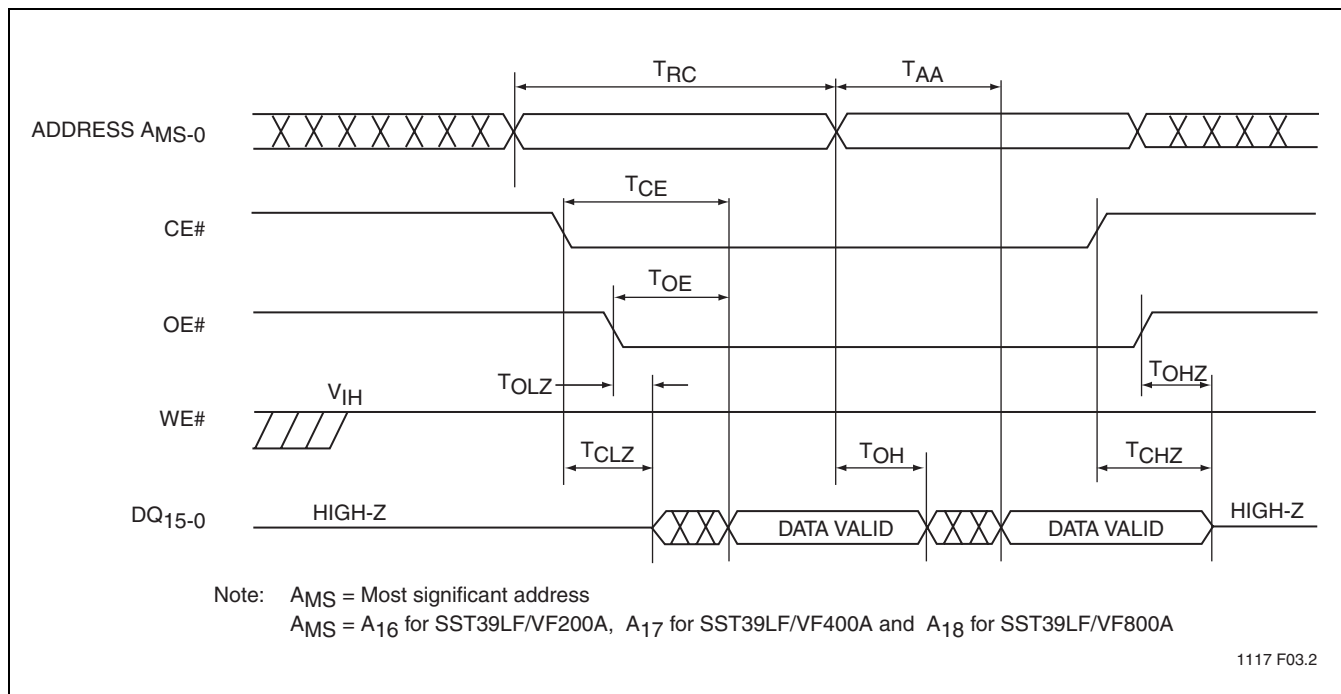 TRC TAA
ADDRESS AMS-0
TCE
CE#
TOE
OE#
TOLZ TOHZ
VIH
WE#
TCLZ TOH TCHZ
DQ15-0 HIGH-Z DATA VALID DATA VALID HIGH-Z
Note: AMS = Most significant address
AMS = A16 for SST39LF/VF200A, A17 for SST39LF/VF400A and A18 for SST39LF/VF800A
1117 F03.2